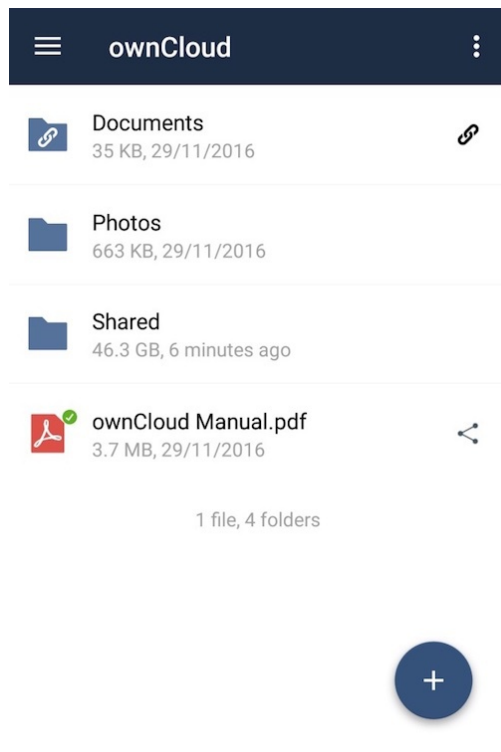 ownCloud
Documents
35 KB, 29/11/2016
Photos
663 KB, 29/11/2016
Shared
46.3 GB, 6 minutes ago
ownCloud Manual.pdf
3.7 MB, 29/11/2016
1 file, 4 folders